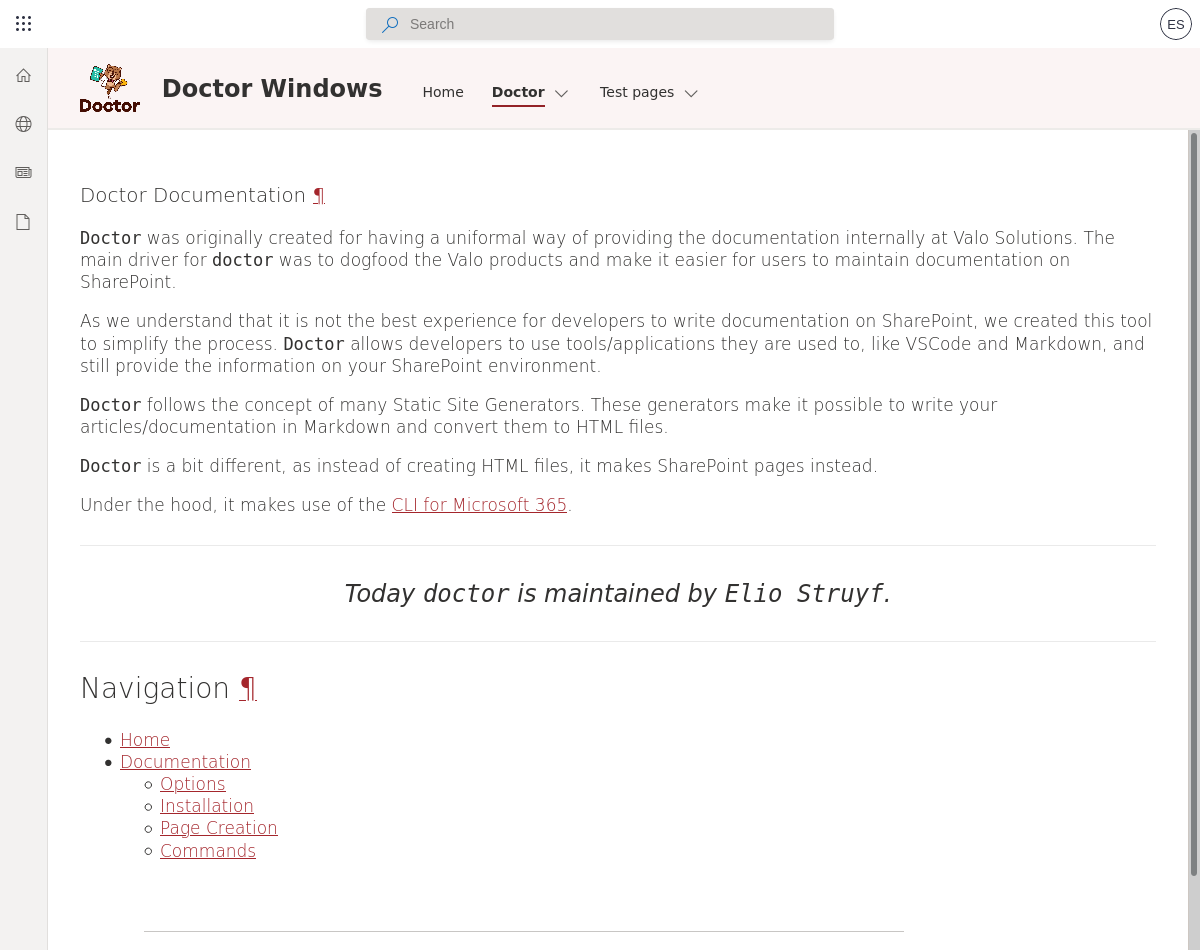 Search
ES
Doctor
Doctor Windows
Home
Doctor
Test pages
Doctor Documentation ¶
Doctor was originally created for having a uniformal way of providing the documentation internally at Valo Solutions. The
main driver for doctor was to dogfood the Valo products and make it easier for users to maintain documentation on
SharePoint.
As we understand that it is not the best experience for developers to write documentation on SharePoint, we created this tool
to simplify the process. Doctor allows developers to use tools/applications they are used to, like VSCode and Markdown, and
still provide the information on your SharePoint environment.
Doctor follows the concept of many Static Site Generators. These generators make it possible to write your
articles/documentation in Markdown and convert them to HTML files.
Doctor is a bit different, as instead of creating HTML files, it makes SharePoint pages instead.
Under the hood, it makes use of the CLI for Microsoft 365.
Today doctor is maintained by Elio Struyf.
Navigation ¶
Home
Documentation
Options
Installation
Page Creation
Commands